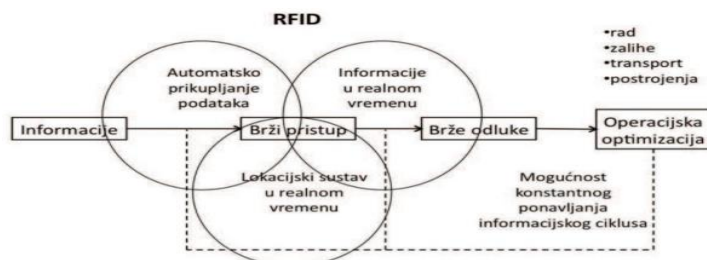 RFID
•rad
•zalihe
•transport
•postrojenja
Automatsko
prikupljanje
podataka
Informacije
u realnom
vremenu
Informacije
Brži pristup
Brže odluke
Operacijska
optimizacija
Lokacijski sustav
u realnom
vremenu
Mogućnost
konstantnog
ponavljanja
informacijskog ciklusa